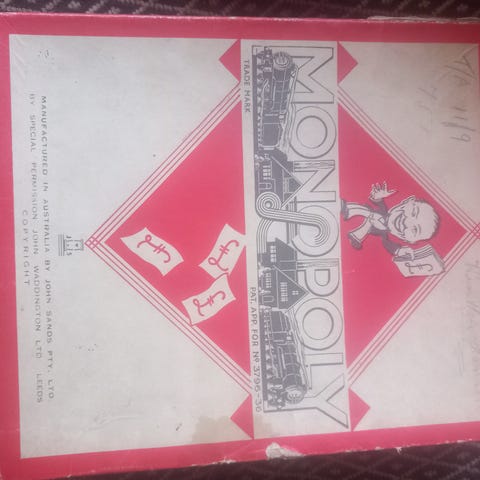 MONOPOLY
TRADE MARK
PAT. APP. FOR Nº 3796-36
£
£
£
£
MANUFACTURED IN AUSTRALIA BY JOHN SANDS PTY. LTD.
BY SPECIAL PERMISSION JOHN WADDINGTON LTD. LEEDS
COPYRIGHT